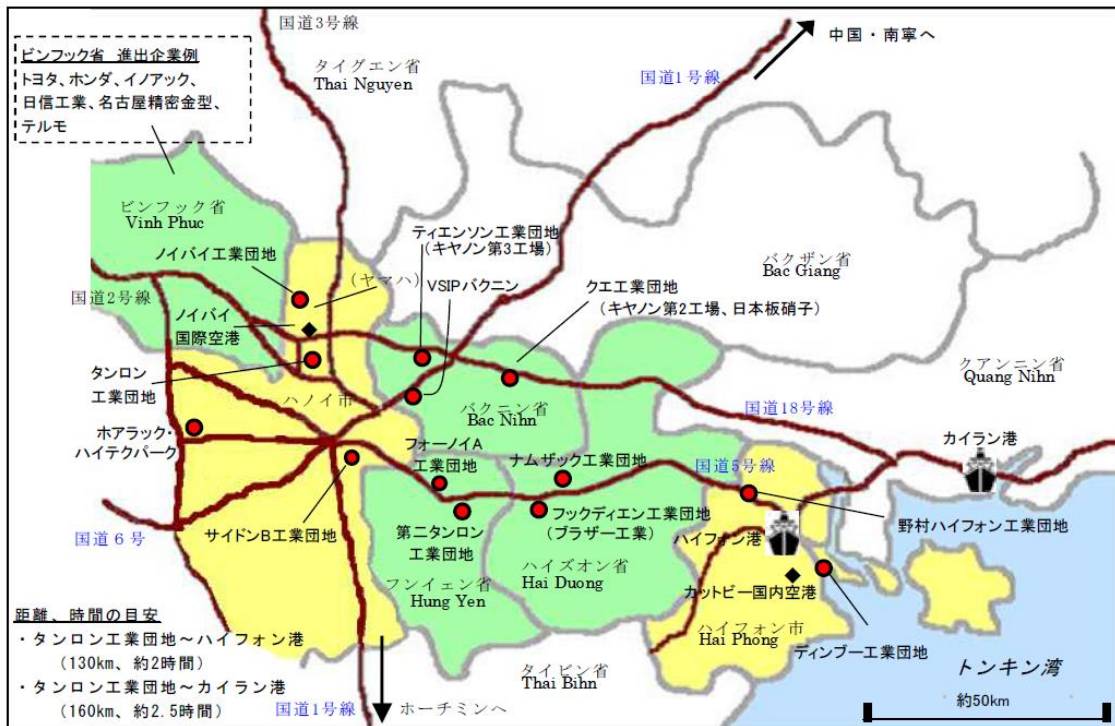 国道3号線
中国・南寧へ
ビンフック省 進出企業例
トヨタ、ホンダ、イノアック、
日信工業、名古屋精密金型、
テルモ
タイグエン省
Thai Nguyen
国道1号線
ビンフック省
Vinh Phuc
ティエンソン工業団地
(キヤノン第3工場)
ノイバイ工業団地
(ヤマハ)
VSIPバクニン
バクザン省
Bac Giang
クエ工業団地
(キヤノン第2工場、日本板硝子)
国道2号線
ノイバイ
国際空港
クアンニン省
Quang Nihn
タンロン
工業団地
ハノイ市
バクニン省
Bac Nihn
国道18号線
ホアラック・
ハイテクパーク
フォーノイA
工業団地
ナムザック工業団地
国道5号線
カイラン港
国道6号
サイドンB工業団地
第二タンロン
工業団地
フックディエン工業団地
(ブラザー工業)
ハイフォン港
野村ハイフォン工業団地
フンイェン省
Hung Yen
ハイズオン省
Hai Duong
カットビー国内空港
ハイフォン市
Hai Phong
ディンブー工業団地
距離、時間の目安
・タンロン工業団地～ハイフォン港
(130km、約2時間)
・タンロン工業団地～カイラン港
(160km、約2.5時間)
タイビン省
Thai Bihn
トンキン湾
国道1号線
ホーチミンへ
約50km